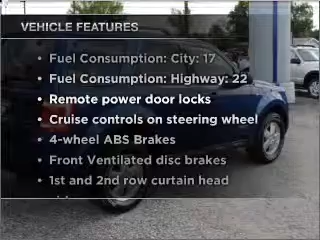 VEHICLE FEATURES
• Fuel Consumption: City: 17
• Fuel Consumption: Highway: 22
• Remote power door locks
• Cruise controls on steering wheel
• 4-wheel ABS Brakes
• Front Ventilated disc brakes
• 1st and 2nd row curtain head